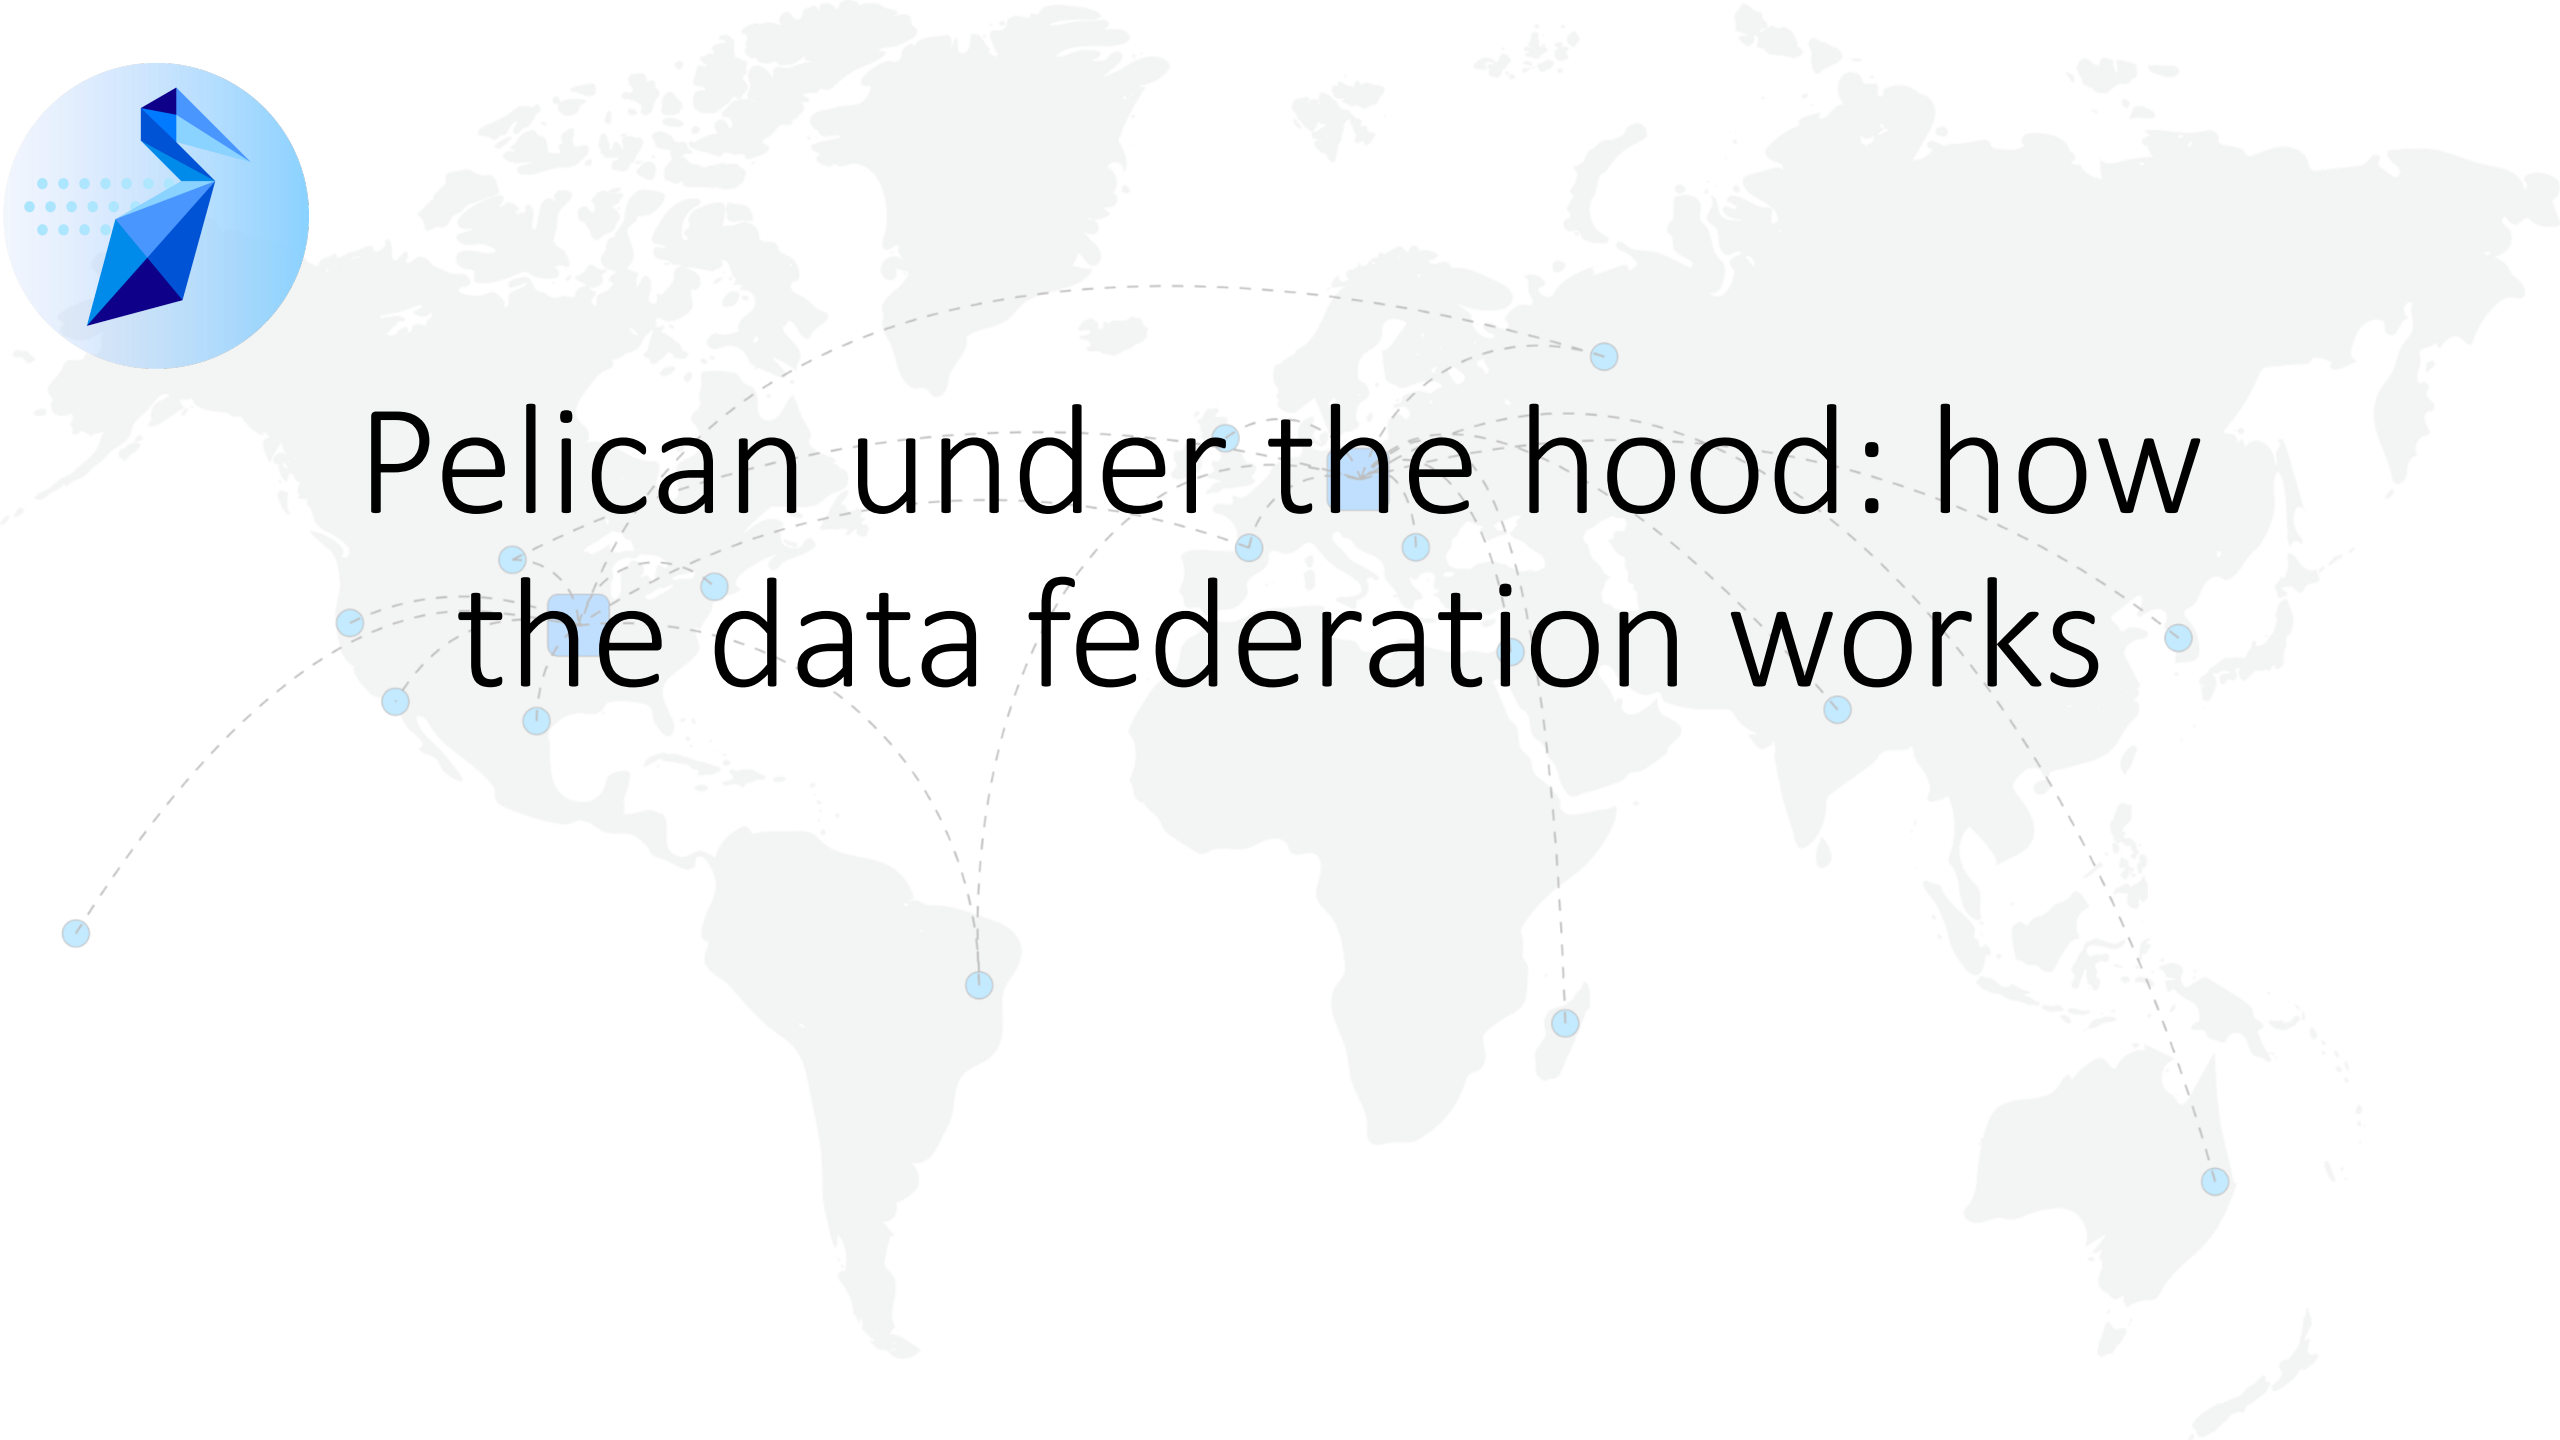 Pelican under the hood: how
the data federation works